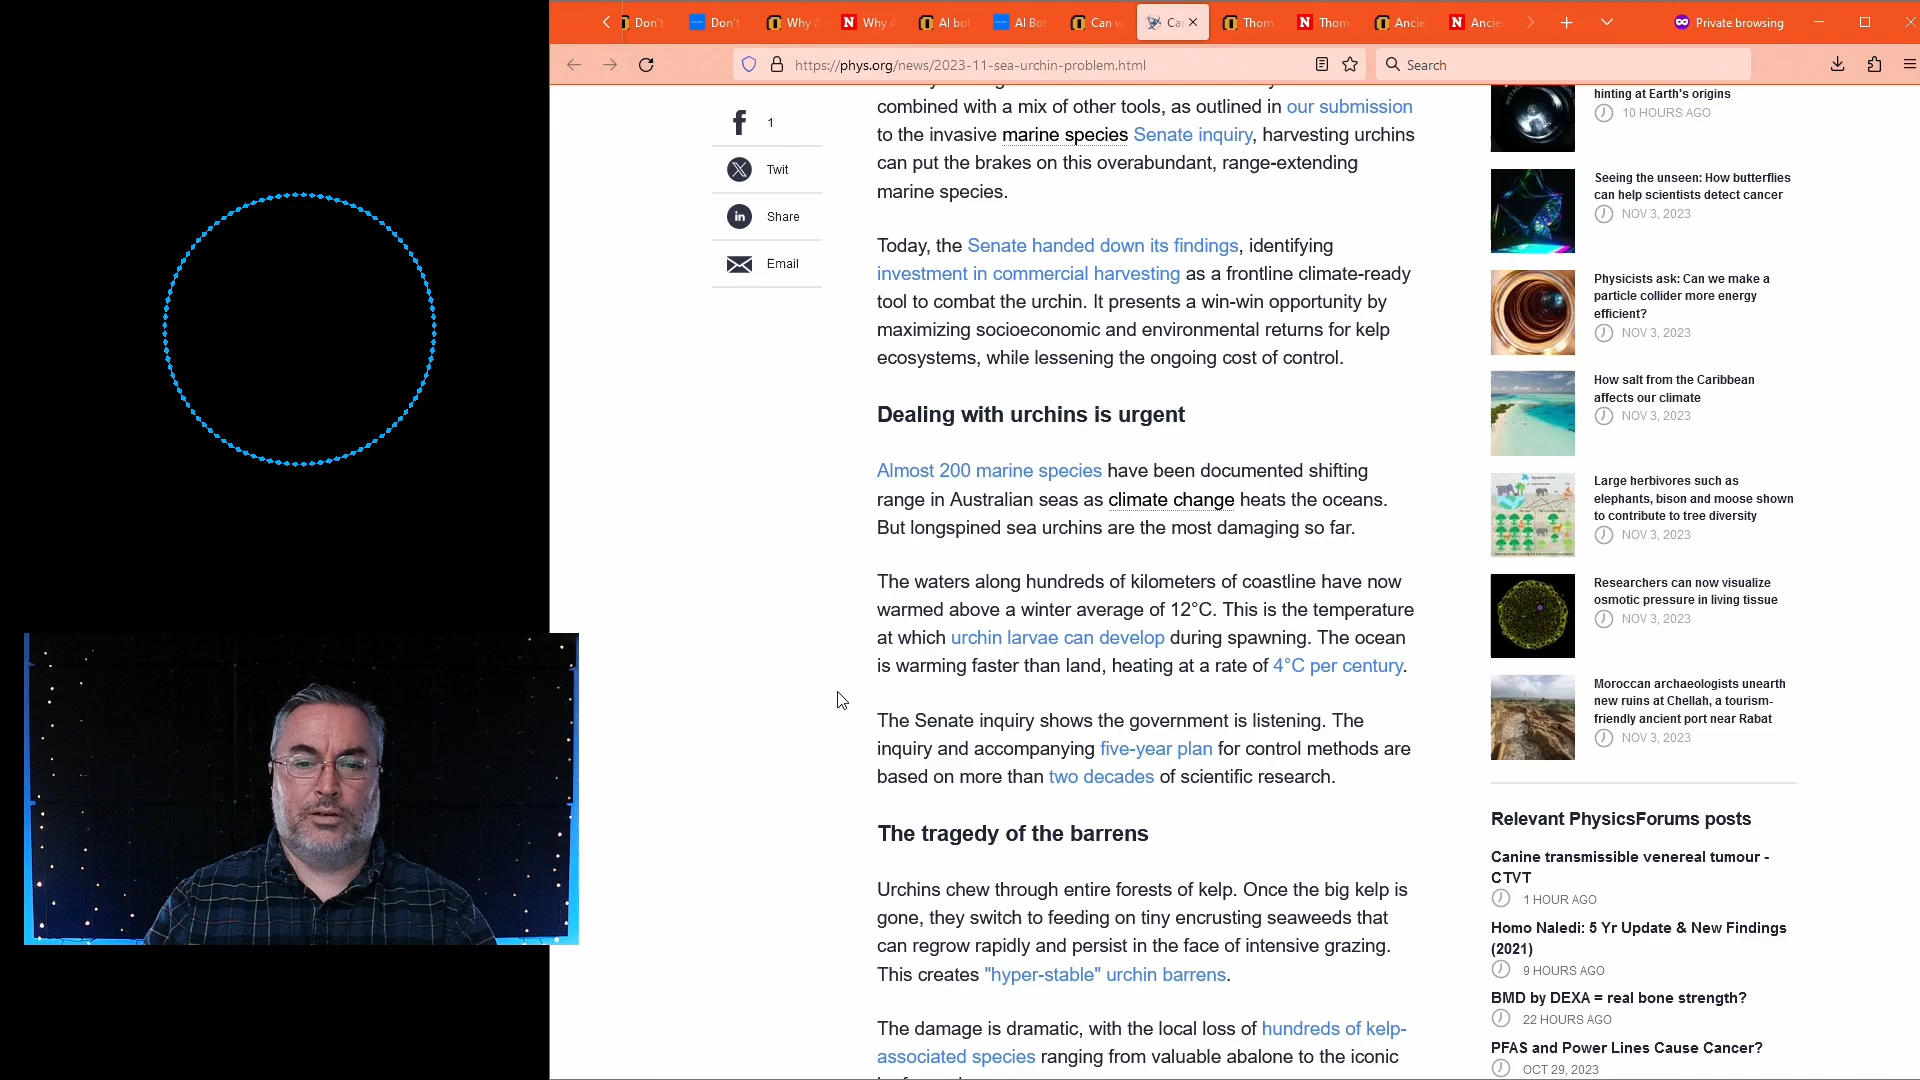 Don't
Don't
Why
Why
AI bot
AI Bot
Can
Ca
Thom
Thom
Ancie
Ancie
Private browsing
https://phys.org/news/2023-11-sea-urchin-problem.html
Search
1
Twit
Share
Email
combined with a mix of other tools, as outlined in our submission
to the invasive marine species Senate inquiry, harvesting urchins
can put the brakes on this overabundant, range-extending
marine species.
Today, the Senate handed down its findings, identifying
investment in commercial harvesting as a frontline climate-ready
tool to combat the urchin. It presents a win-win opportunity by
maximizing socioeconomic and environmental returns for kelp
ecosystems, while lessening the ongoing cost of control.
Dealing with urchins is urgent
Almost 200 marine species have been documented shifting
range in Australian seas as climate change heats the oceans.
But longspined sea urchins are the most damaging so far.
The waters along hundreds of kilometers of coastline have now
warmed above a winter average of 12°C. This is the temperature
at which urchin larvae can develop during spawning. The ocean
is warming faster than land, heating at a rate of 4°C per century.
The Senate inquiry shows the government is listening. The
inquiry and accompanying five-year plan for control methods are
based on more than two decades of scientific research.
The tragedy of the barrens
Urchins chew through entire forests of kelp. Once the big kelp is
gone, they switch to feeding on tiny encrusting seaweeds that
can regrow rapidly and persist in the face of intensive grazing.
This creates "hyper-stable" urchin barrens.
The damage is dramatic, with the local loss of hundreds of kelp-
associated species ranging from valuable abalone to the iconic
hinting at Earth's origins
10 HOURS AGO
Seeing the unseen: How butterflies
can help scientists detect cancer
NOV 3, 2023
Physicists ask: Can we make a
particle collider more energy
efficient?
NOV 3, 2023
How salt from the Caribbean
affects our climate
NOV 3, 2023
Large herbivores such as
elephants, bison and moose shown
to contribute to tree diversity
NOV 3, 2023
Researchers can now visualize
osmotic pressure in living tissue
NOV 3, 2023
Moroccan archaeologists unearth
new ruins at Chellah, a tourism-
friendly ancient port near Rabat
NOV 3, 2023
Relevant PhysicsForums posts
Canine transmissible venereal tumour -
CTVT
1 HOUR AGO
Homo Naledi: 5 Yr Update & New Findings
(2021)
9 HOURS AGO
BMD by DEXA = real bone strength?
22 HOURS AGO
PFAS and Power Lines Cause Cancer?
OCT 29, 2023